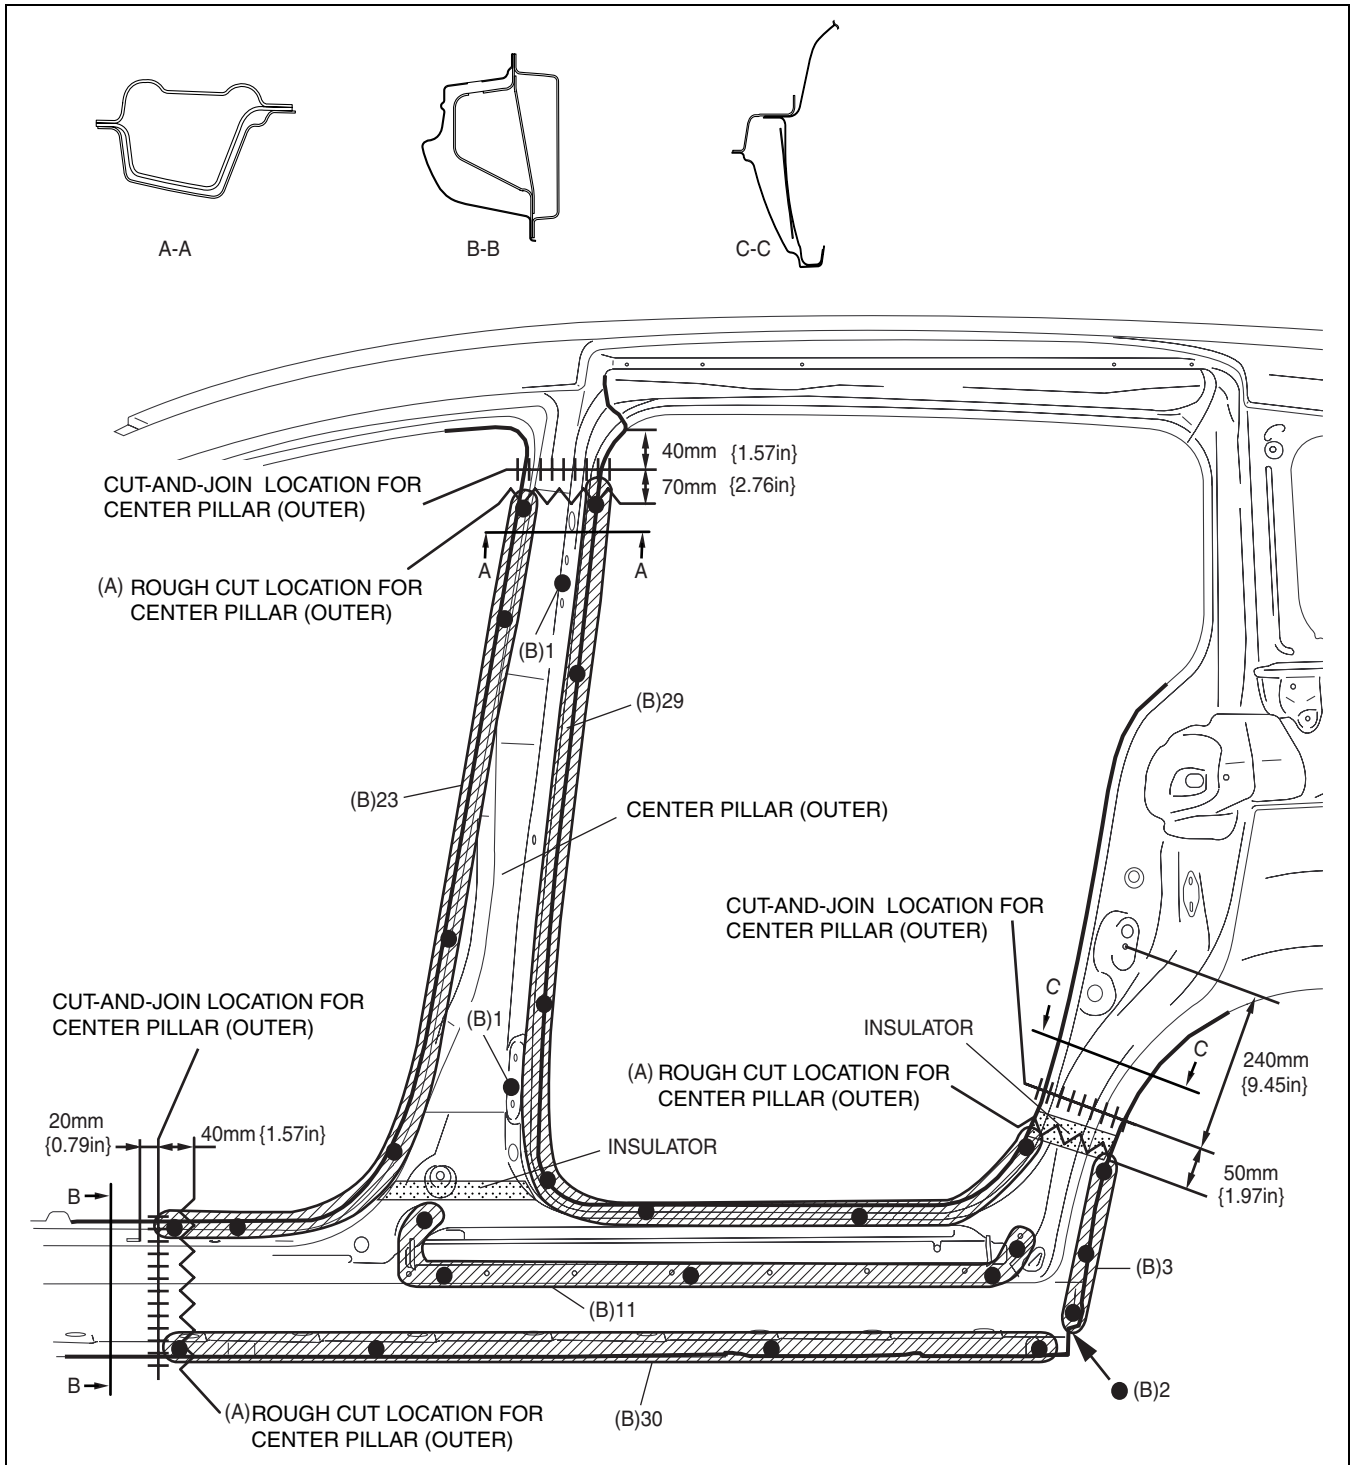 A-A
B-B
C-C
40mm {1.57in}
70mm {2.76in}
CUT-AND-JOIN LOCATION FOR
CENTER PILLAR (OUTER)
A
A
(A) ROUGH CUT LOCATION FOR
CENTER PILLAR (OUTER)
(B)1
(B)29
(B)23
CENTER PILLAR (OUTER)
CUT-AND-JOIN LOCATION FOR
CENTER PILLAR (OUTER)
C
CUT-AND-JOIN LOCATION FOR
CENTER PILLAR (OUTER)
(B)1
INSULATOR
C
240mm
{9.45in}
(A) ROUGH CUT LOCATION FOR
CENTER PILLAR (OUTER)
20mm
{0.79in}
40mm {1.57in}
INSULATOR
50mm
{1.97in}
B
(B)3
(B)11
B
(B)2
(A) ROUGH CUT LOCATION FOR
CENTER PILLAR (OUTER)
(B)30